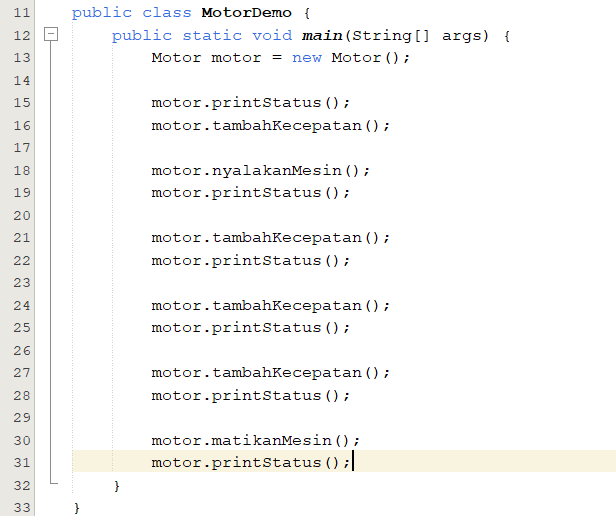 11 public class MotorDemo {
12 public static void main(String[] args) {
13 Motor motor = new Motor();
14
15 motor.printStatus();
16 motor.tambahKecepatan();
17
18 motor.nyalakanMesin();
19 motor.printStatus();
20
21 motor.tambahKecepatan();
22 motor.printStatus();
23
24 motor.tambahKecepatan();
25 motor.printStatus();
26
27 motor.tambahKecepatan();
28 motor.printStatus();
29
30 motor.matikanMesin();
31 motor.printStatus();
32 }
33 }